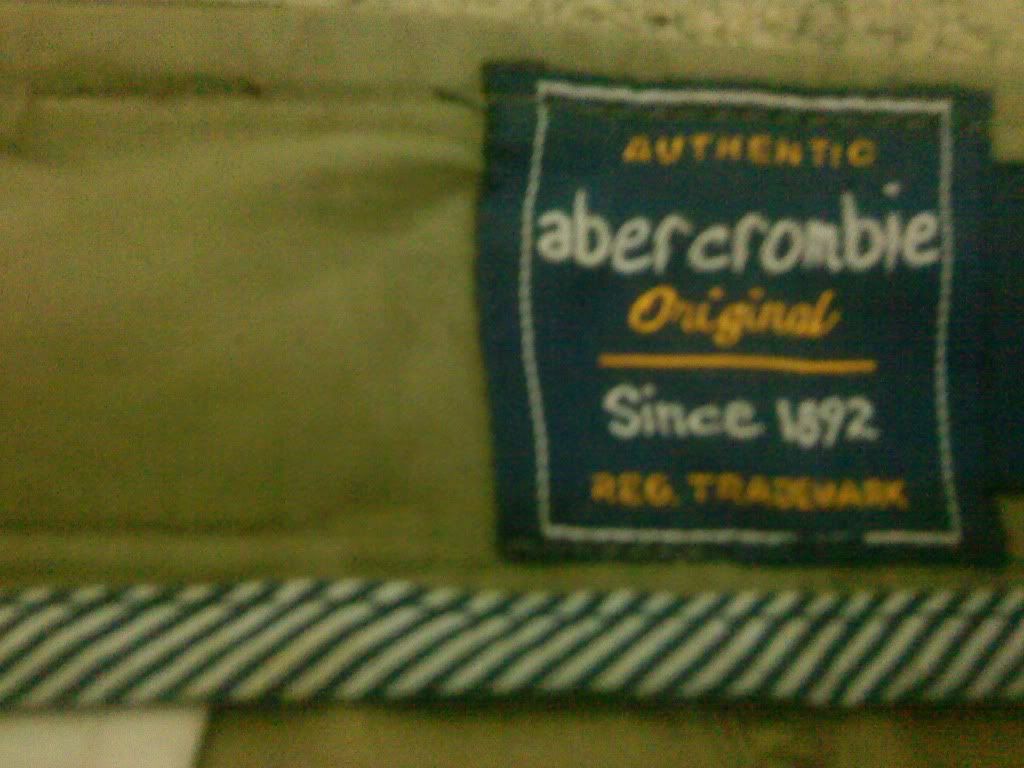 AUTHENTIC
abercrombie
Original
Since 1892
REG. TRADEMARK